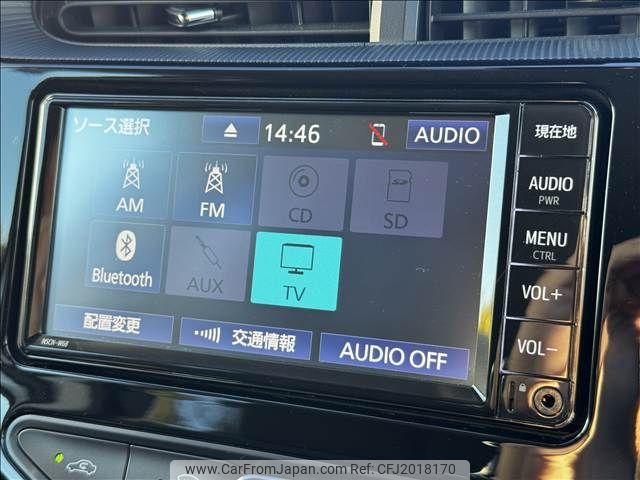 ソース選択
14:46
AUDIO
現在地
AM
FM
CD
SD
AUDIO
PWR
Bluetooth
AUX
TV
MENU
CTRL
VOL+
配置変更
交通情報
AUDIO OFF
VOL-
NSCN-W68
www.CarFromJapan.com|Ref:CFJ2018170